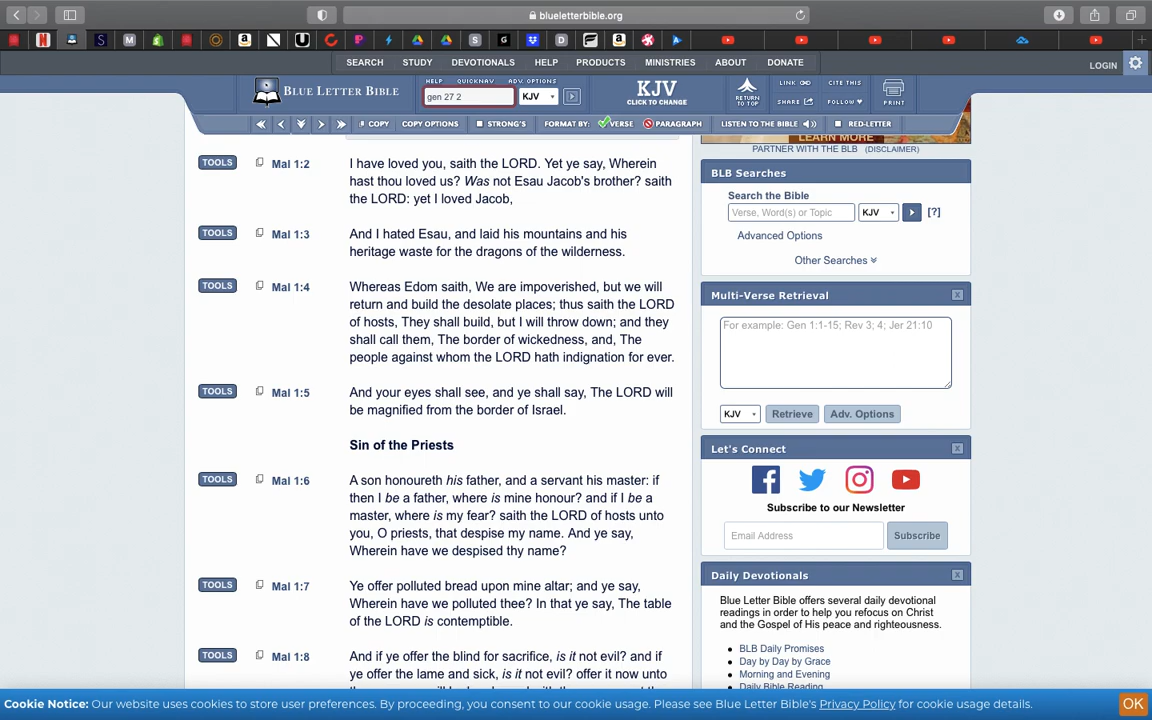 blueletterbible.org
SEARCH STUDY DEVOTIONALS HELP PRODUCTS MINISTRIES ABOUT DONATE
LOGIN
BLUE LETTER BIBLE
HELP QUICKNAV ADV. OPTIONS
gen 27 2 KJV
KJV
CLICK TO CHANGE
RETURN
TO TOP
LINK CITE THIS
SHARE FOLLOW
PRINT
COPY COPY OPTIONS STRONG'S FORMAT BY: VERSE PARAGRAPH LISTEN TO THE BIBLE RED-LETTER
TOOLS Mal 1:2 I have loved you, saith the LORD. Yet ye say, Wherein
hast thou loved us? Was not Esau Jacob's brother? saith
the LORD: yet I loved Jacob,
TOOLS Mal 1:3 And I hated Esau, and laid his mountains and his
heritage waste for the dragons of the wilderness.
TOOLS Mal 1:4 Whereas Edom saith, We are impoverished, but we will
return and build the desolate places; thus saith the LORD
of hosts, They shall build, but I will throw down; and they
shall call them, The border of wickedness, and, The
people against whom the LORD hath indignation for ever.
TOOLS Mal 1:5 And your eyes shall see, and ye shall say, The LORD will
be magnified from the border of Israel.
Sin of the Priests
TOOLS Mal 1:6 A son honoureth his father, and a servant his master: if
then I be a father, where is mine honour? and if I be a
master, where is my fear? saith the LORD of hosts unto
you, O priests, that despise my name. And ye say,
Wherein have we despised thy name?
TOOLS Mal 1:7 Ye offer polluted bread upon mine altar; and ye say,
Wherein have we polluted thee? In that ye say, The table
of the LORD is contemptible.
TOOLS Mal 1:8 And if ye offer the blind for sacrifice, is it not evil? and if
ye offer the lame and sick, is it not evil? offer it now unto
LEARN MORE
PARTNER WITH THE BLB (DISCLAIMER)
BLB Searches
Search the Bible
Verse, Word(s) or Topic KJV [?]
Advanced Options
Other Searches
Multi-Verse Retrieval
For example: Gen 1:1-15; Rev 3; 4; Jer 21:10
KJV Retrieve Adv. Options
Let's Connect
Subscribe to our Newsletter
Email Address Subscribe
Daily Devotionals
Blue Letter Bible offers several daily devotional
readings in order to help you refocus on Christ
and the Gospel of His peace and righteousness.
BLB Daily Promises
Day by Day by Grace
Morning and Evening
Daily Bible Reading
Cookie Notice: Our website uses cookies to store user preferences. By proceeding, you consent to our cookie usage. Please see Blue Letter Bible's Privacy Policy for cookie usage details. OK